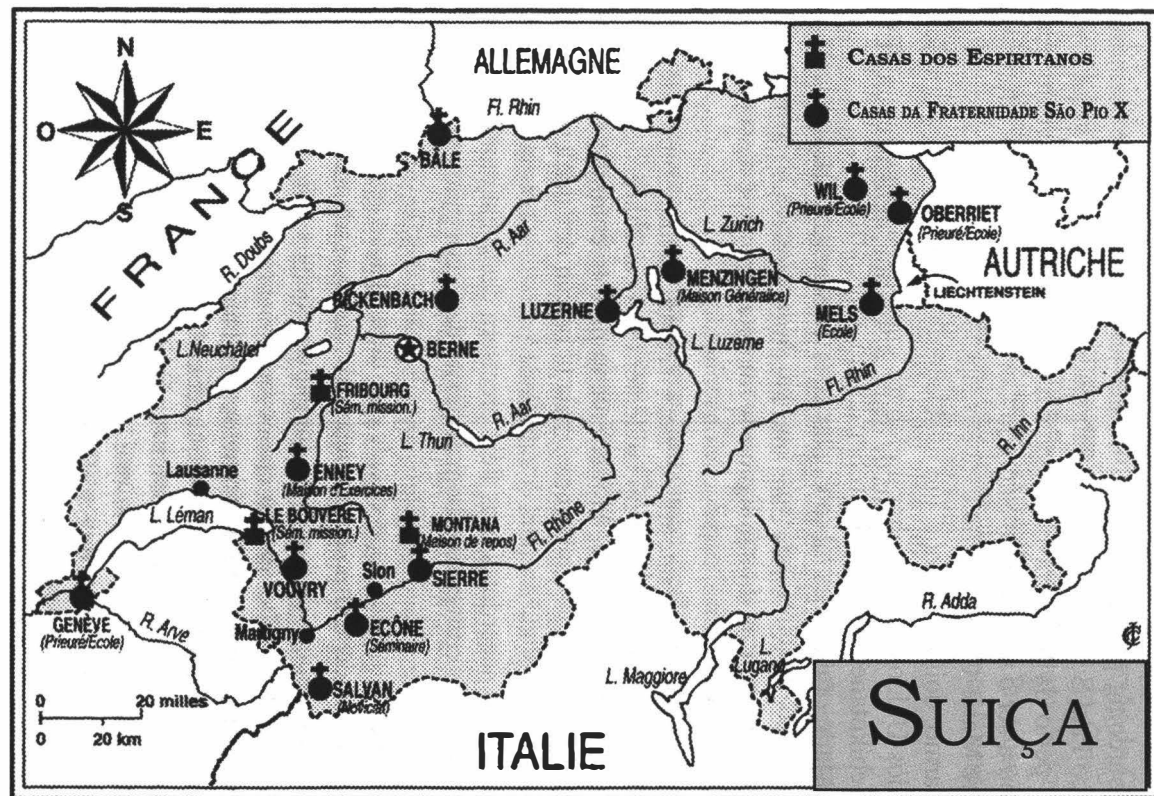 N
O
E
S
FRANCE
ALLEMAGNE
CASAS DOS ESPIRITANOS
CASAS DA FRATERNIDADE SÃO PIO X
Fl. Rhin
BÂLE
WIL
(Prieuré/Ecole)
OBERRIET
(Prieuré/Ecole)
L. Zurich
R. Aar
R. Doubs
AUTRICHE
LIECHTENSTEIN
MENZINGEN
(Maison Généralice)
MELS
(Ecole)
RICKENBACH
LUZERNE
L. Luzerne
L. Neuchâtel
BERNE
Fl. Rhin
FRIBOURG
(Sém. mission.)
R. Aar
L. Thun
R. Inn
ENNEY
(Maison d'Exercices)
Lausanne
L. Léman
LE BOUVERET
(Sém. mission.)
MONTANA
(Maison de repos)
Fl. Rhône
VOUVRY
Sion
SIERRE
GENÈVE
(Prieuré/Ecole)
R. Arve
Martigny
ECÔNE
(Séminaire)
R. Adda
L. Maggiore
L. Lugano
SALVAN
(Noviciat)
0 20 milles
0 20 km
ITALIE
SUIÇA